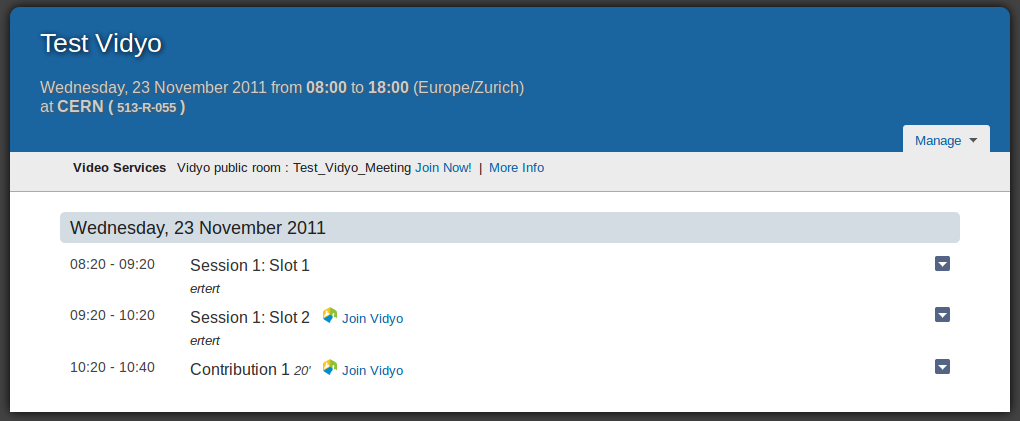 Test Vidyo
Wednesday, 23 November 2011 from 08:00 to 18:00 (Europe/Zurich)
at CERN ( 513-R-055 )
Manage
Video Services Vidyo public room : Test_Vidyo_Meeting Join Now! | More Info
Wednesday, 23 November 2011
08:20 - 09:20 Session 1: Slot 1
ertert
09:20 - 10:20 Session 1: Slot 2 Join Vidyo
ertert
10:20 - 10:40 Contribution 1 20' Join Vidyo